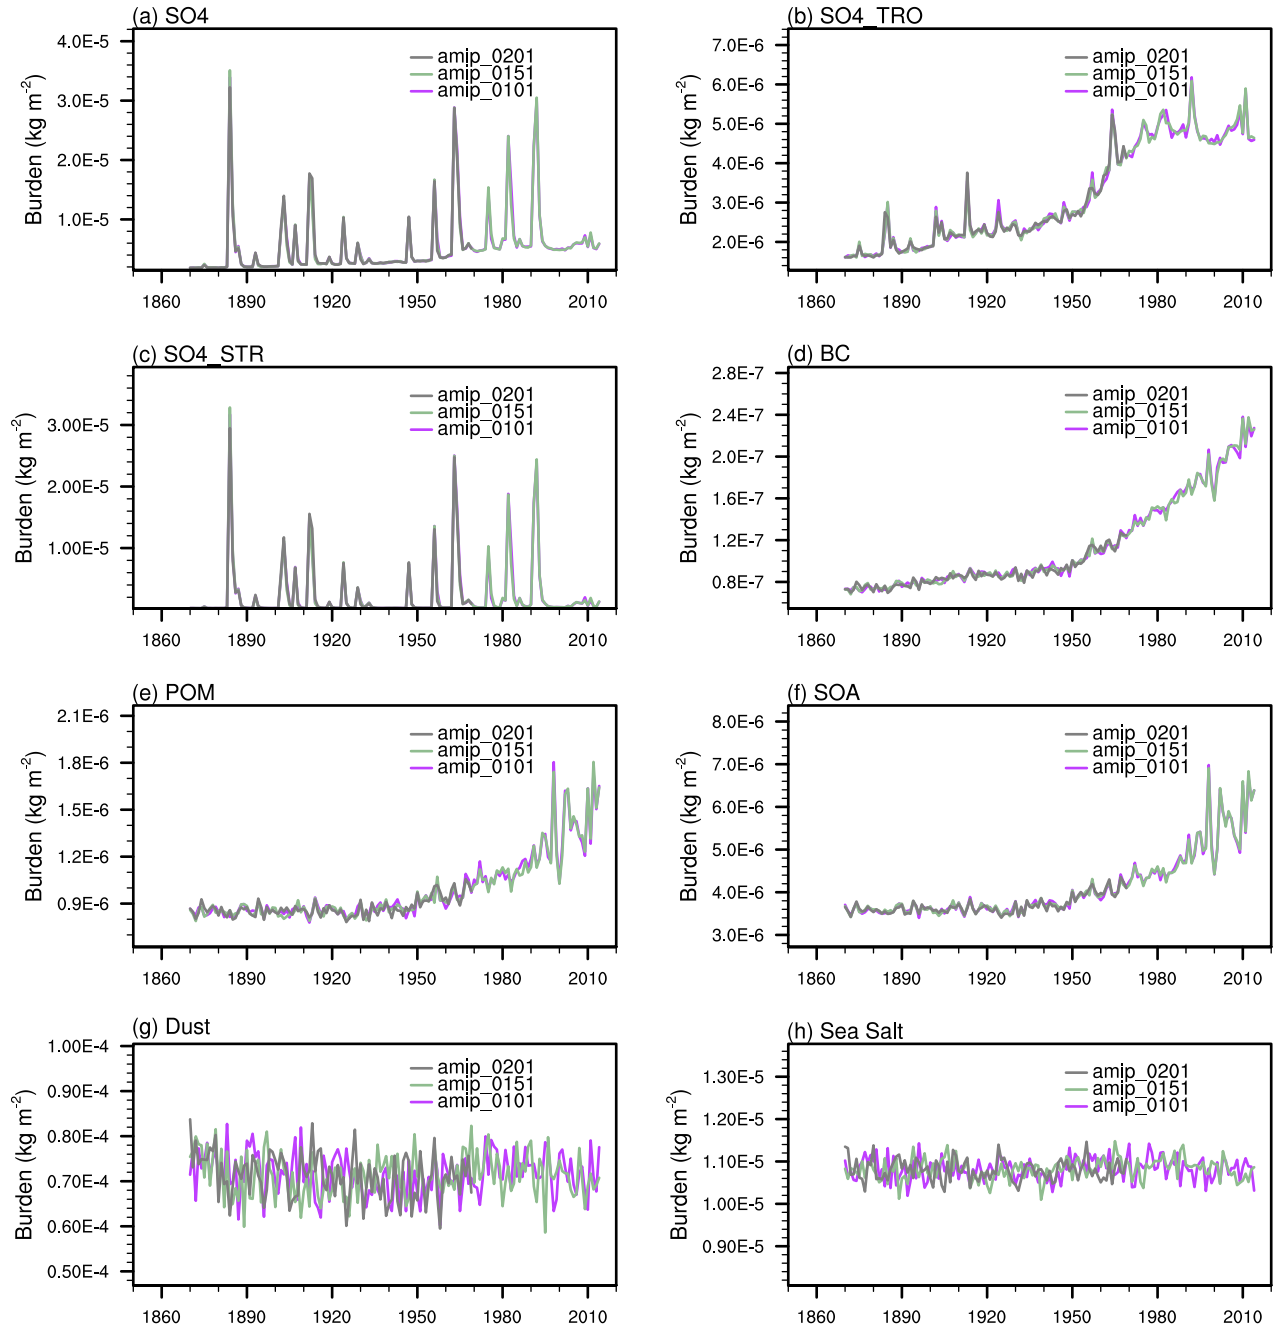 (a) SO4
4.0E-5
3.0E-5
2.0E-5
1.0E-5
Burden (kg m-2)
amip_0201
amip_0151
amip_0101
1860 1890 1920 1950 1980 2010
(b) SO4_TRO
7.0E-6
6.0E-6
5.0E-6
4.0E-6
3.0E-6
2.0E-6
Burden (kg m-2)
amip_0201
amip_0151
amip_0101
1860 1890 1920 1950 1980 2010
(c) SO4_STR
3.00E-5
2.00E-5
1.00E-5
Burden (kg m-2)
amip_0201
amip_0151
amip_0101
1860 1890 1920 1950 1980 2010
(d) BC
2.8E-7
2.4E-7
2.0E-7
1.6E-7
1.2E-7
0.8E-7
Burden (kg m-2)
amip_0201
amip_0151
amip_0101
1860 1890 1920 1950 1980 2010
(e) POM
2.1E-6
1.8E-6
1.5E-6
1.2E-6
0.9E-6
Burden (kg m-2)
amip_0201
amip_0151
amip_0101
1860 1890 1920 1950 1980 2010
(f) SOA
8.0E-6
7.0E-6
6.0E-6
5.0E-6
4.0E-6
3.0E-6
Burden (kg m-2)
amip_0201
amip_0151
amip_0101
1860 1890 1920 1950 1980 2010
(g) Dust
1.00E-4
0.90E-4
0.80E-4
0.70E-4
0.60E-4
0.50E-4
Burden (kg m-2)
amip_0201
amip_0151
amip_0101
1860 1890 1920 1950 1980 2010
(h) Sea Salt
1.30E-5
1.20E-5
1.10E-5
1.00E-5
0.90E-5
Burden (kg m-2)
amip_0201
amip_0151
amip_0101
1860 1890 1920 1950 1980 2010